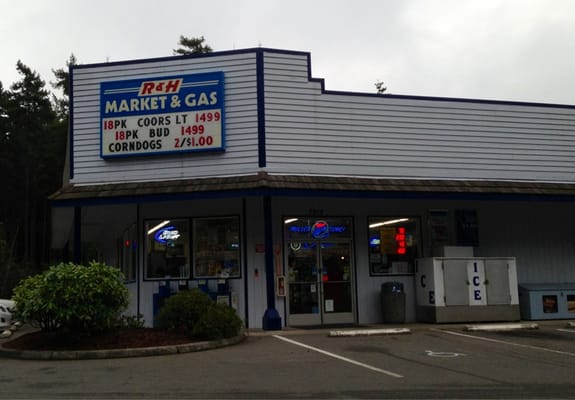 R&H
MARKET & GAS
18PK COORS LT 1499
18PK BUD 1499
CORNDOGS 2/$1.00
ICE